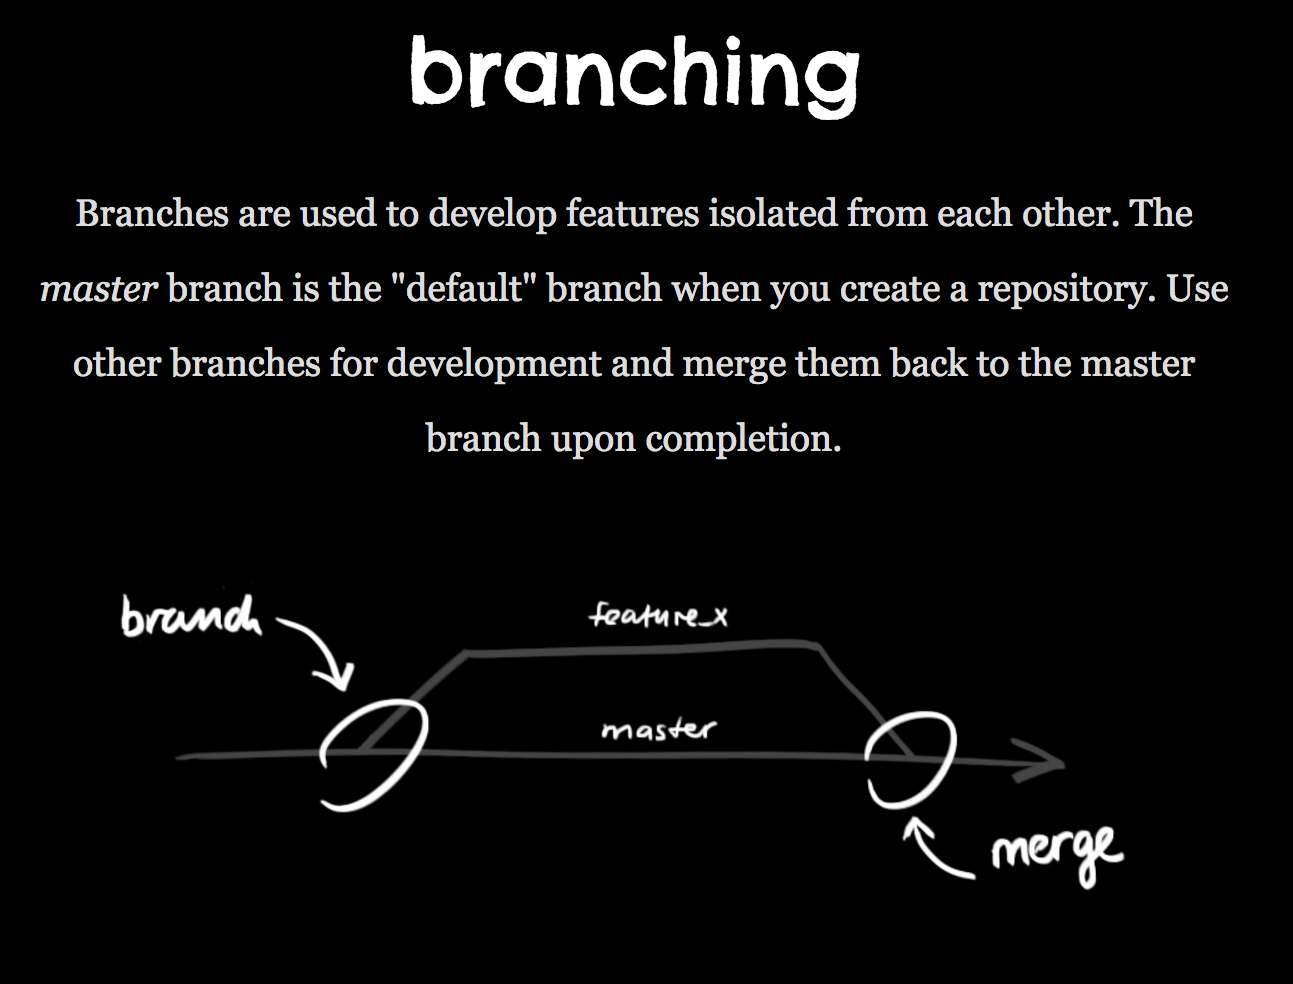 branching
Branches are used to develop features isolated from each other. The
master branch is the "default" branch when you create a repository. Use
other branches for development and merge them back to the master
branch upon completion.
branch
feature_x
master
merge